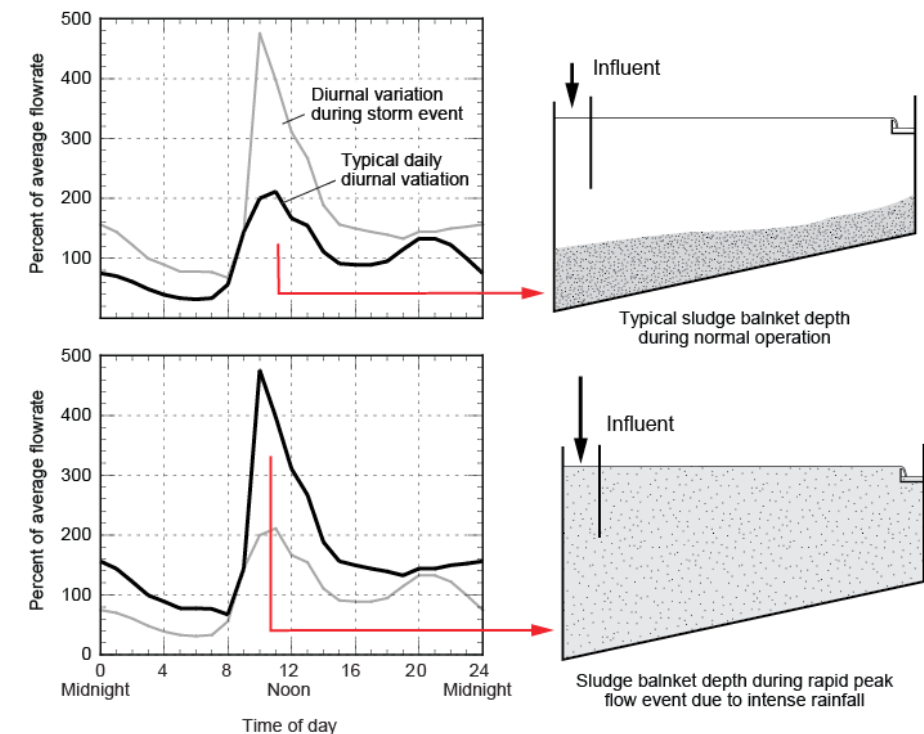 500
400
300
200
100
Percent of average flowrate
Diurnal variation
during storm event
Typical daily
diurnal vatiation
Influent
Typical sludge balnket depth
during normal operation
500
400
300
200
100
0
Percent of average flowrate
0 4 8 12 16 20 24
Midnight Noon Midnight
Time of day
Influent
Sludge balnket depth during rapid peak
flow event due to intense rainfall